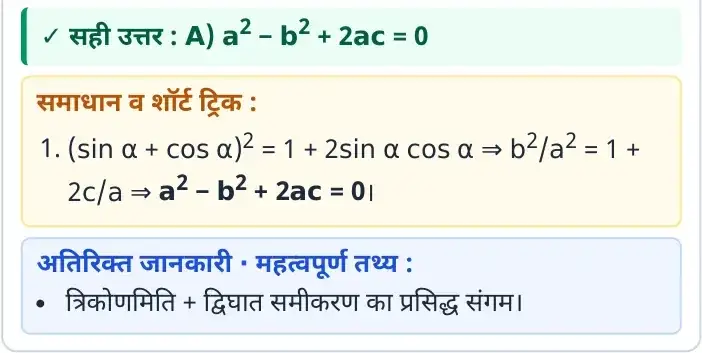 ✓ सही उत्तर : A) a² − b² + 2ac = 0
समाधान व शॉर्ट ट्रिक :
1. (sin α + cos α)² = 1 + 2sin α cos α ⇒ b²/a² = 1 +
2c/a ⇒ a² − b² + 2ac = 0।
अतिरिक्त जानकारी · महत्वपूर्ण तथ्य :
• त्रिकोणमिति + द्विघात समीकरण का प्रसिद्ध संगम।